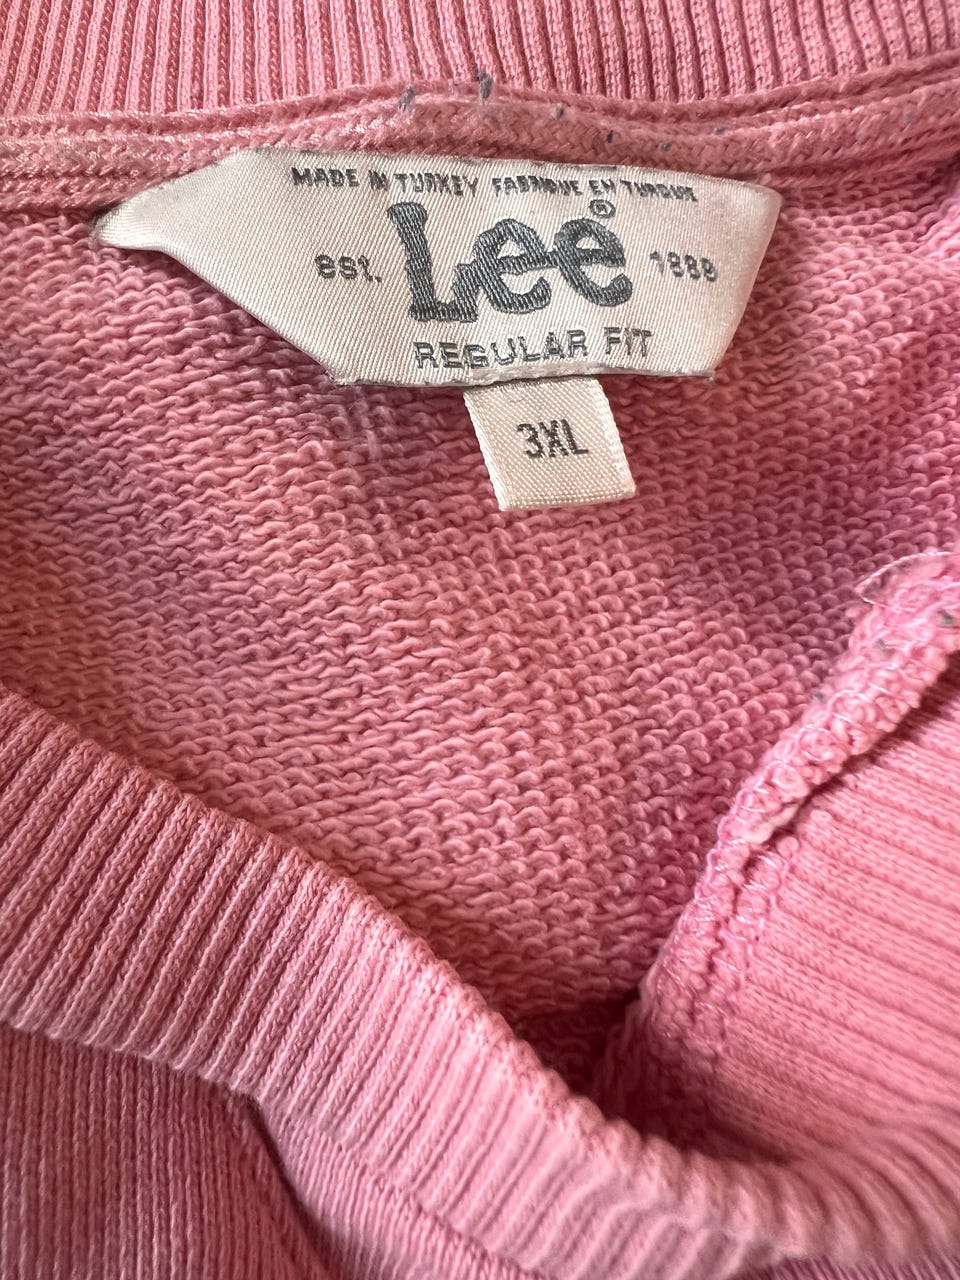 MADE IN TURKEY FABRIQUE EN TURQUIE
Lee®
est. 1889
REGULAR FIT
3XL